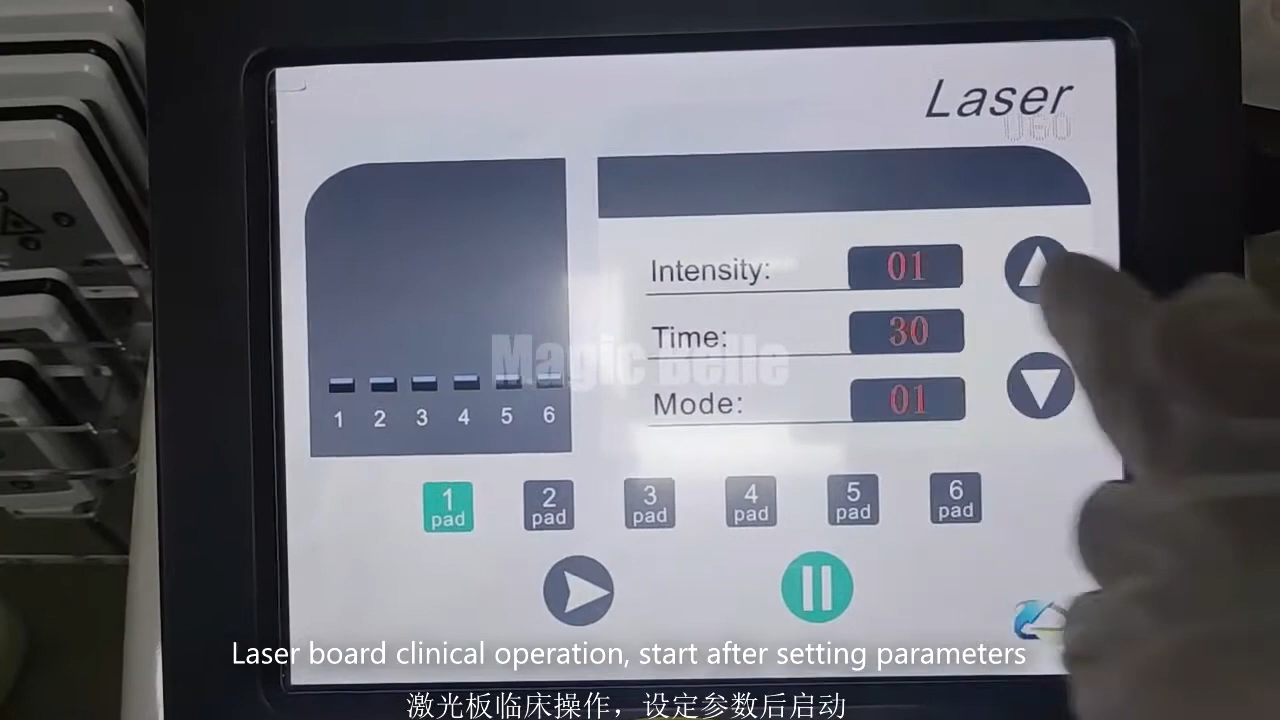 Laser
Intensity: 01
Time: 30
Mode: 01
Magic Belle
1 2 3 4 5 6
1 pad
2 pad
3 pad
4 pad
5 pad
6 pad
Laser board clinical operation, start after setting parameters
激光板临床操作，设定参数后启动